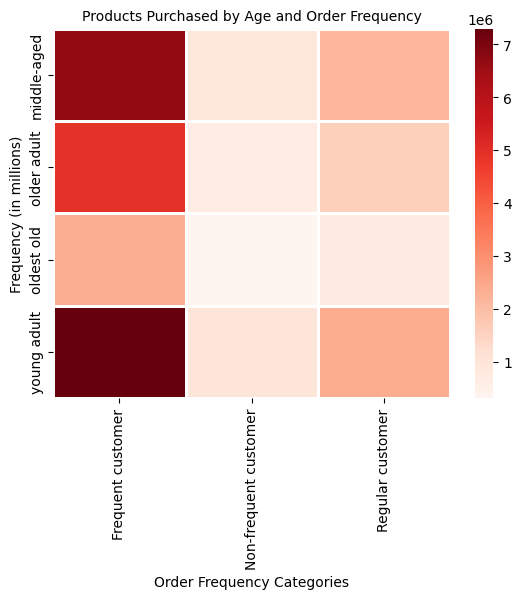 Products Purchased by Age and Order Frequency
1e6
Frequency (in millions)
middle-aged
older adult
oldest old
young adult
7
6
5
4
3
2
1
Frequent customer
Non-frequent customer
Regular customer
Order Frequency Categories